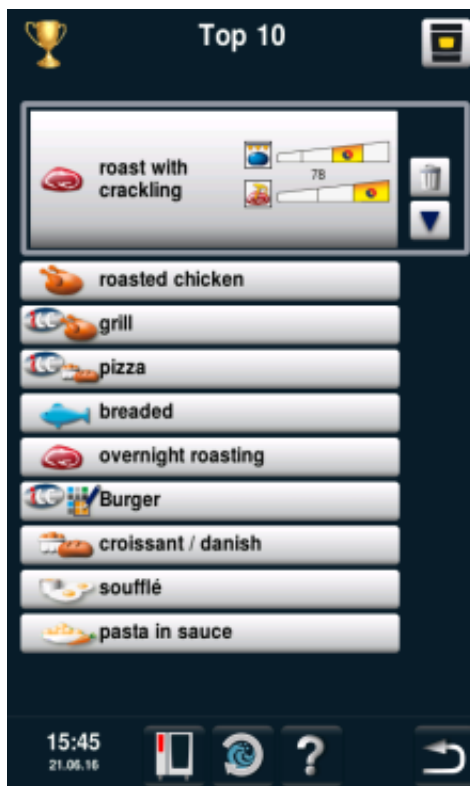 Top 10
roast with
crackling
78
roasted chicken
grill
pizza
breaded
overnight roasting
Burger
croissant / danish
soufflé
pasta in sauce
15:45
21.06.16
?